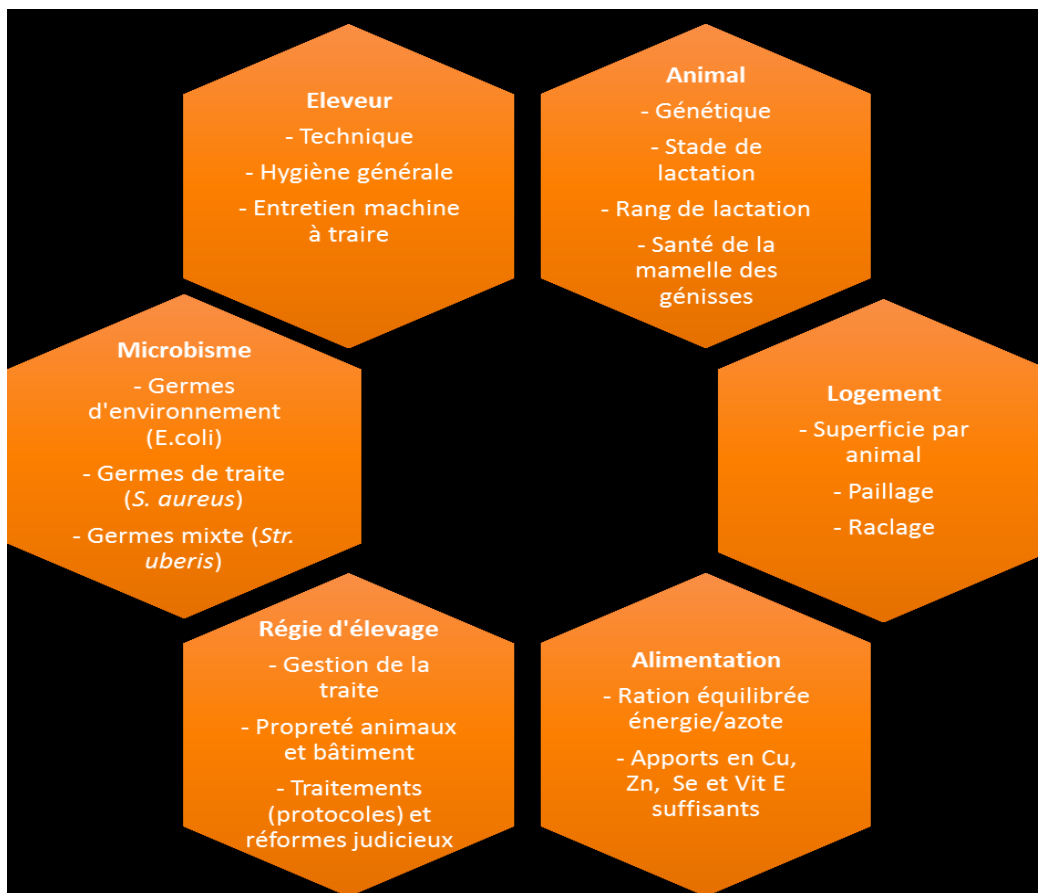 Eleveur
- Technique
- Hygiène générale
- Entretien machine
à traire
Animal
- Génétique
- Stade de
lactation
- Rang de lactation
- Santé de la
mamelle des
génisses
Microbisme
- Germes
d'environnement
(E.coli)
- Germes de traite
(S. aureus)
- Germes mixte (Str.
uberis)
Logement
- Superficie par
animal
- Paillage
- Raclage
Régie d'élevage
- Gestion de la
traite
- Propreté animaux
et bâtiment
- Traitements
(protocoles) et
réformes judicieux
Alimentation
- Ration équilibrée
énergie/azote
- Apports en Cu,
Zn, Se et Vit E
suffisants